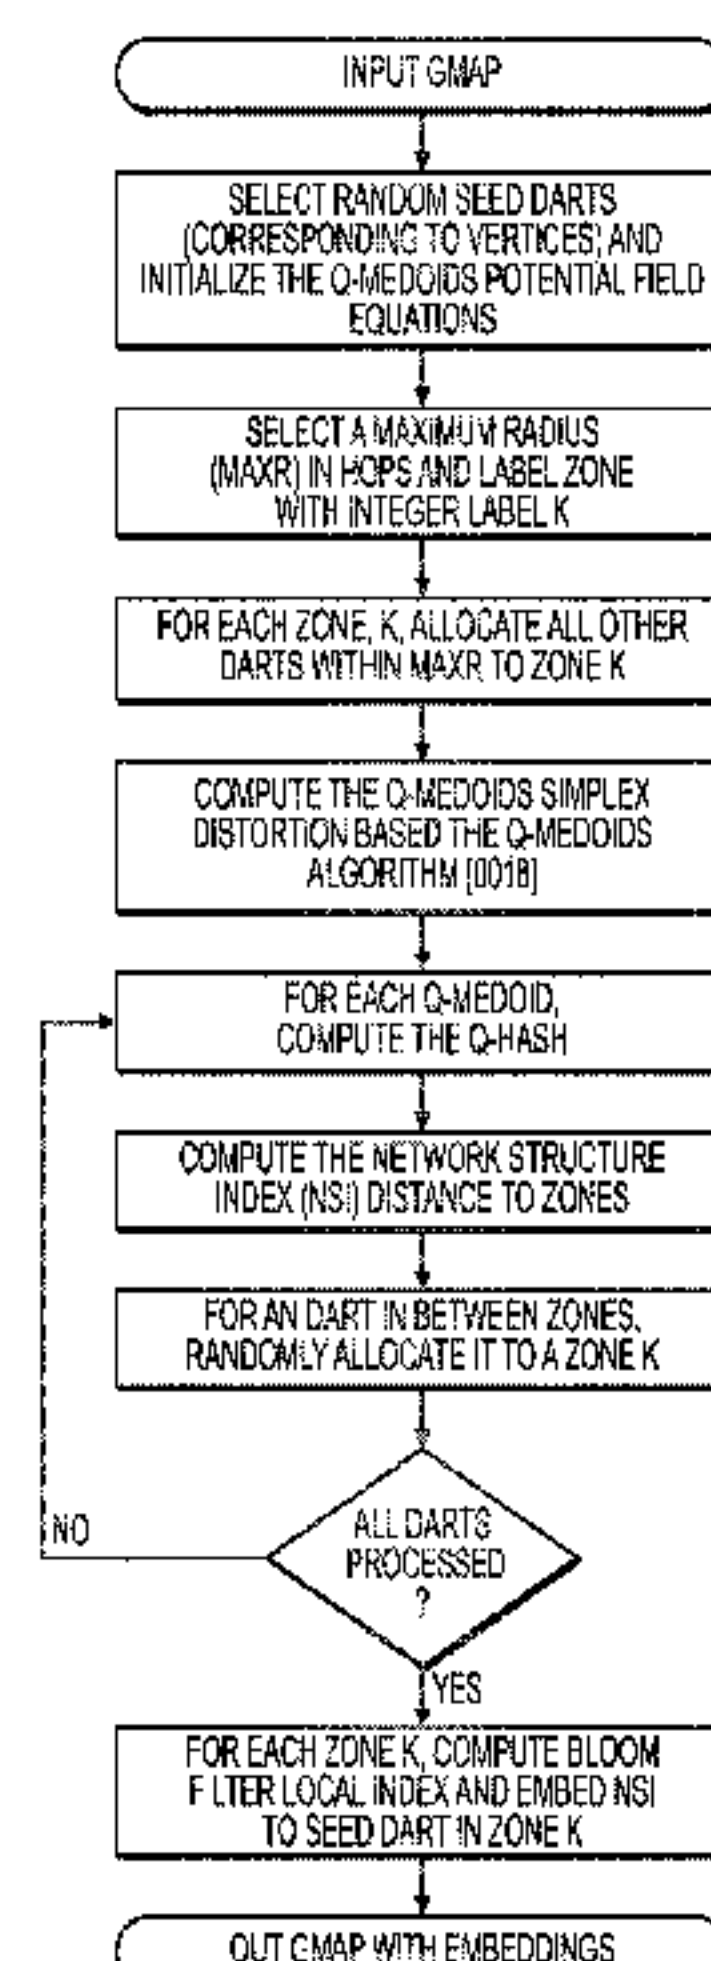 INPUT GMAP
SELECT RANDOM SEED DARTS
(CORRESPONDING TO VERTICES) AND
INITIALIZE THE Q-MEDOIDS POTENTIAL FIELD
EQUATIONS
SELECT A MAXIMUM RADIUS
(MAXR) IN HOPS AND LABEL ZONE
WITH INTEGER LABEL K
FOR EACH ZONE, K, ALLOCATE ALL OTHER
DARTS WITHIN MAXR TO ZONE K
COMPUTE THE Q-MEDOIDS SIMPLEX
DISTORTION BASED THE Q-MEDOIDS
ALGORITHM [0018]
FOR EACH Q-MEDOID,
COMPUTE THE Q-HASH
COMPUTE THE NETWORK STRUCTURE
INDEX (NSI) DISTANCE TO ZONES
FOR AN DART IN BETWEEN ZONES,
RANDOMLY ALLOCATE IT TO A ZONE K
ALL DARTS
PROCESSED
?
NO
YES
FOR EACH ZONE K, COMPUTE BLOOM
FILTER LOCAL INDEX AND EMBED NSI
TO SEED DART IN ZONE K
OUT GMAP WITH EMBEDDINGS